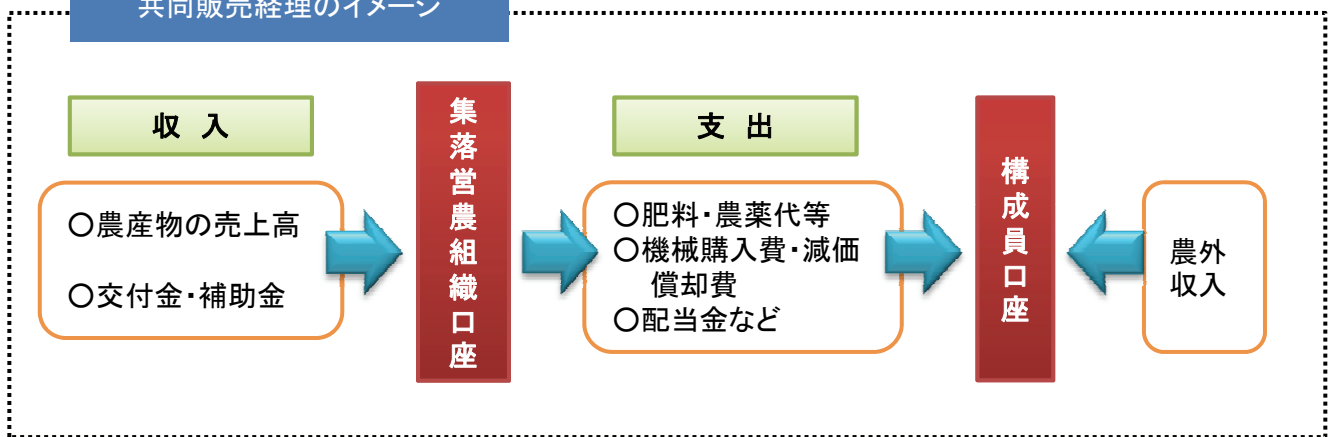 共同販売経理のイメージ
収 入
〇農産物の売上高
〇交付金・補助金
集落営農組織口座
支 出
〇肥料・農薬代等
〇機械購入費・減価
償却費
〇配当金など
構成員口座
農外
収入